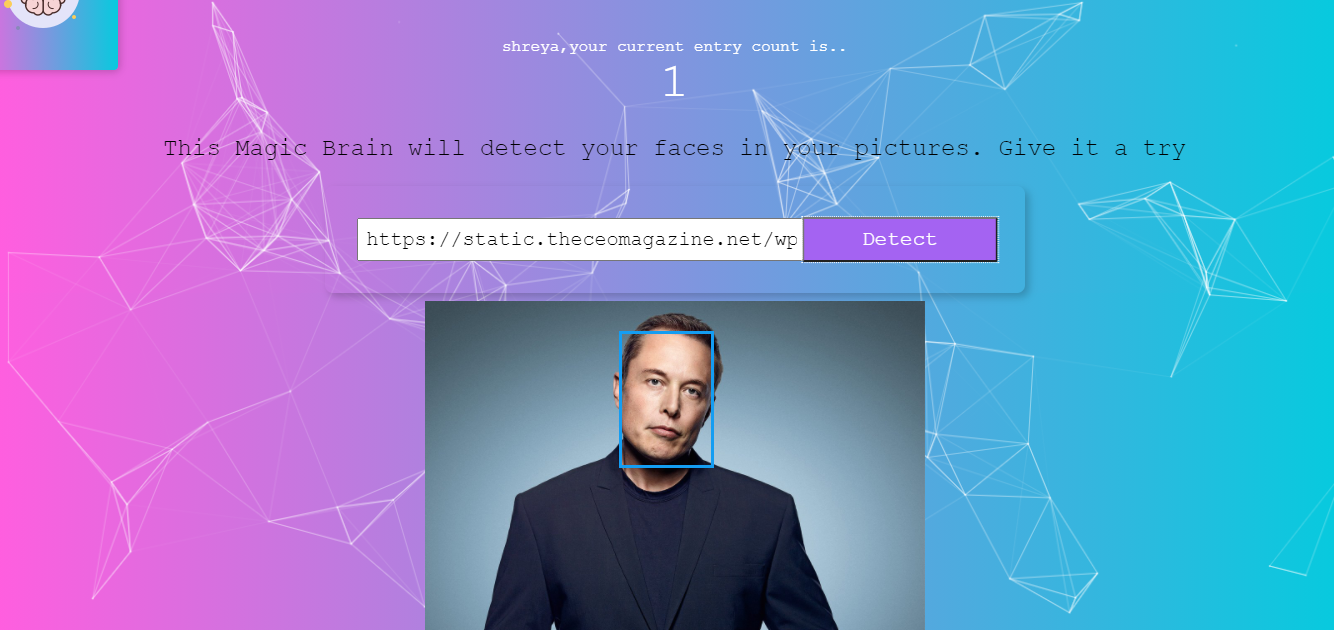 shreya,your current entry count is..
1
This Magic Brain will detect your faces in your pictures. Give it a try
https://static.theceomagazine.net/wp
Detect